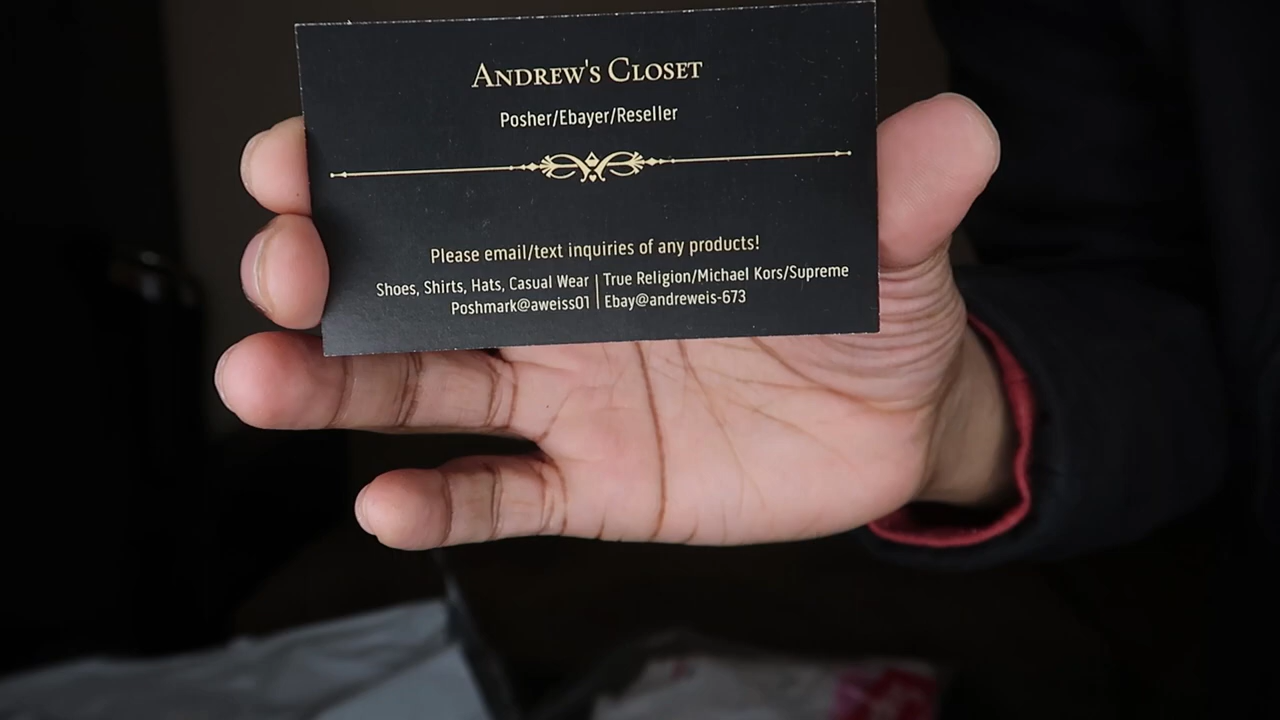 Andrew's Closet
Posher/Ebayer/Reseller
Please email/text inquiries of any products!
Shoes, Shirts, Hats, Casual Wear | True Religion/Michael Kors/Supreme
Poshmark@aweiss01 | Ebay@andreweis-673